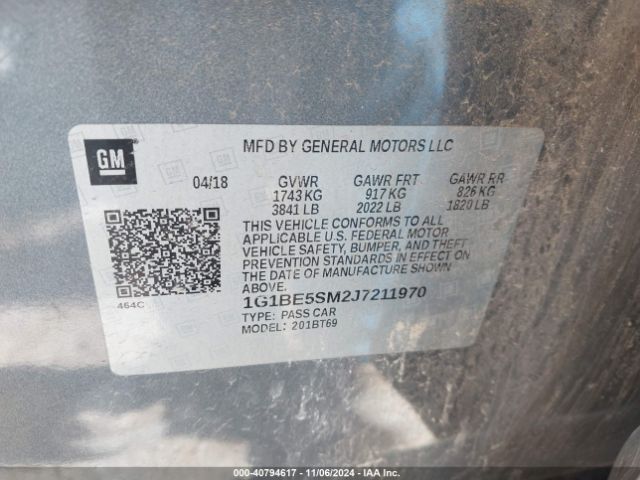 GM
MFD BY GENERAL MOTORS LLC
04/18 GVWR GAWR FRT GAWR RR
1743 KG 917 KG 826 KG
3841 LB 2022 LB 1820 LB
THIS VEHICLE CONFORMS TO ALL
APPLICABLE U.S. FEDERAL MOTOR
VEHICLE SAFETY, BUMPER, AND THEFT
PREVENTION STANDARDS IN EFFECT ON
THE DATE OF MANUFACTURE SHOWN
ABOVE.
464C
1G1BE5SM2J7211970
TYPE: PASS CAR
MODEL: 201BT69
000-40794617 - 11/06/2024 - IAA Inc.